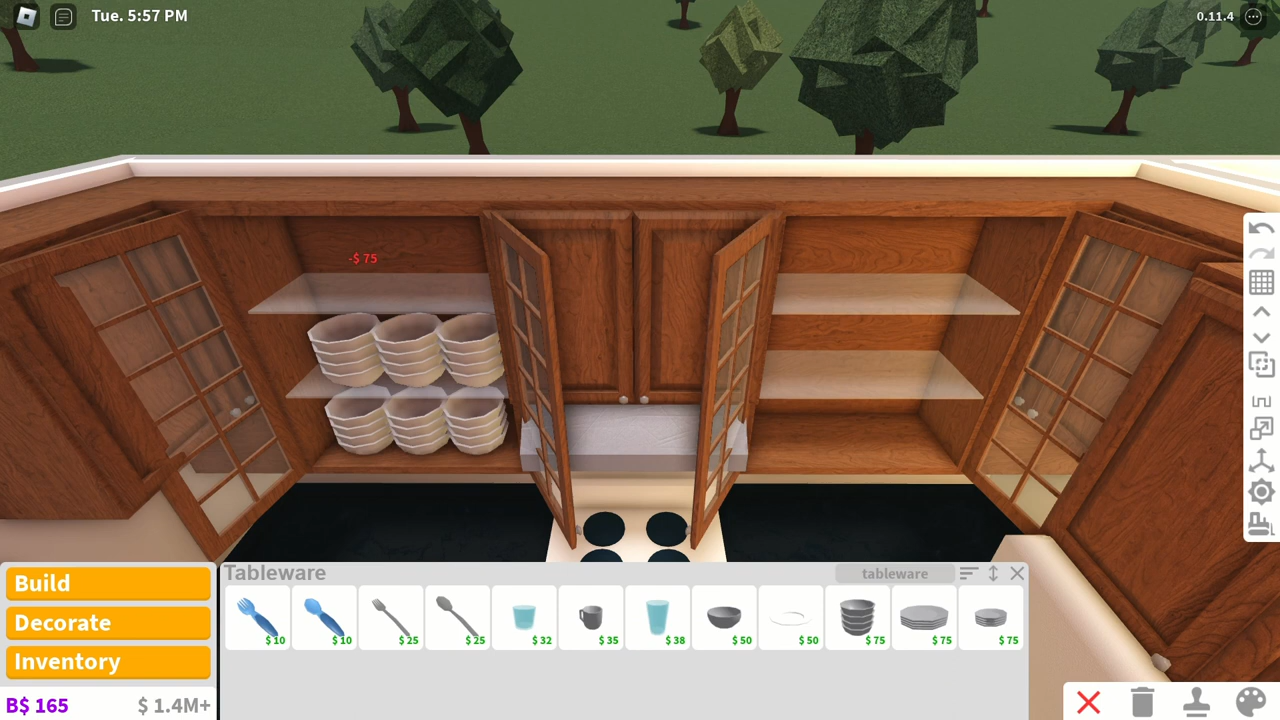 Tue. 5:57 PM
0.11.4
-$ 75
Tableware
tableware
$ 10
$ 10
$ 25
$ 25
$ 32
$ 35
$ 38
$ 50
$ 50
$ 75
$ 75
$ 75
Build
Decorate
Inventory
B$ 165
$ 1.4M+